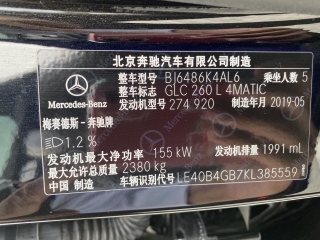 北京奔驰汽车有限公司制造
整车型号 BJ6486K4AL6 乘坐人数 5
整车标志 GLC 260 L 4MATIC
发动机型号 274 920 制造年月 2019-05
Mercedes-Benz
梅赛德斯－奔驰牌
1.2 %
发动机最大净功率 155 kW 发动机排量 1991 mL
最大允许总质量 2380 kg
中国 制造 车辆识别代号 LE40B4GB7KL385559